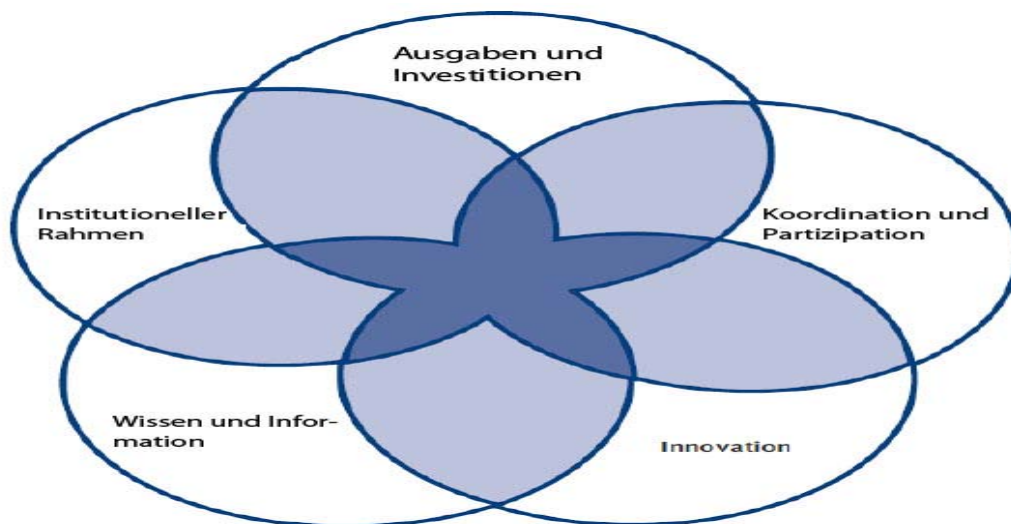 Ausgaben und
Investitionen
Institutioneller
Rahmen
Koordination und
Partizipation
Wissen und Infor-
mation
Innovation